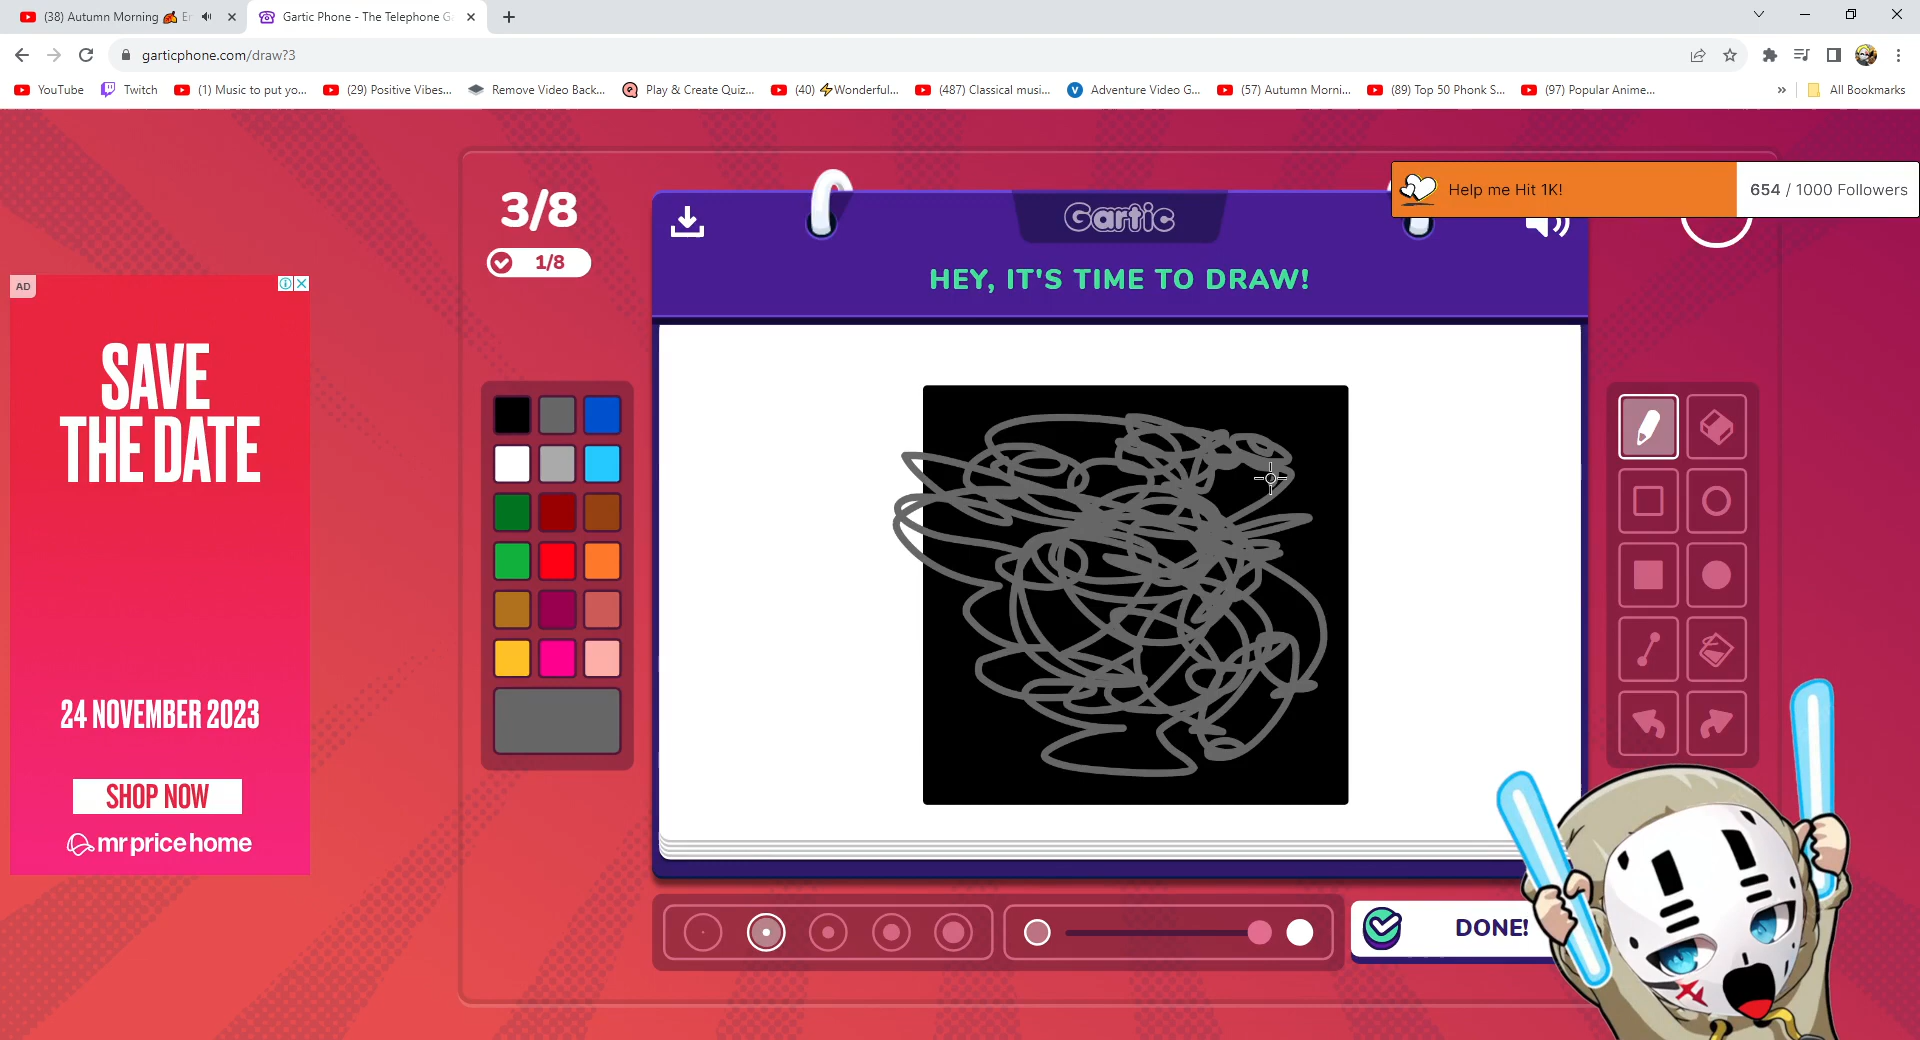 (38) Autumn Morning 🍂 Er
Gartic Phone - The Telephone G
garticphone.com/draw?3
YouTube
Twitch
(1) Music to put yo...
(29) Positive Vibes...
Remove Video Back...
Play & Create Quiz...
(40) ⚡Wonderful...
(487) Classical musi...
Adventure Video G...
(57) Autumn Morni...
(89) Top 50 Phonk S...
(97) Popular Anime...
»
All Bookmarks
3/8
1/8
Gartic
Help me Hit 1K!
654 / 1000 Followers
HEY, IT'S TIME TO DRAW!
AD
SAVE
THE DATE
24 NOVEMBER 2023
SHOP NOW
mrpricehome
DONE!